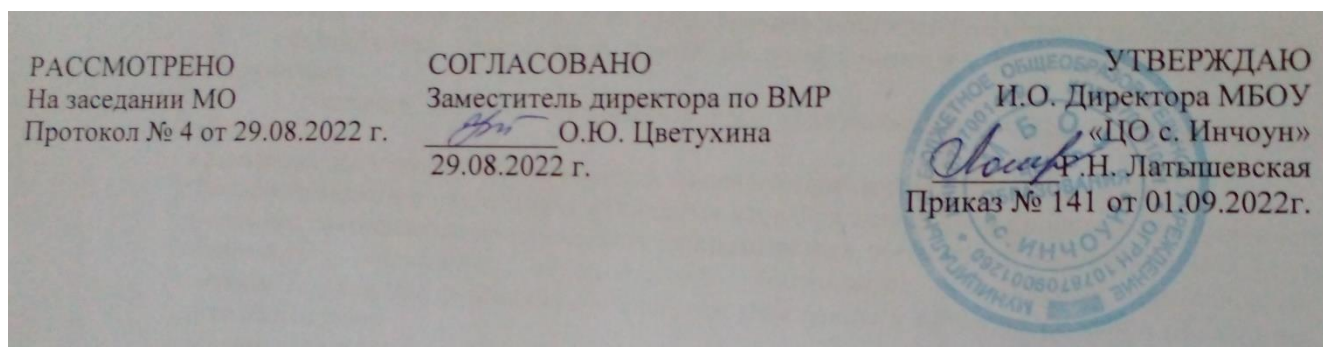 РАССМОТРЕНО
На заседании МО
Протокол № 4 от 29.08.2022 г.
СОГЛАСОВАНО
Заместитель директора по ВМР
О.Ю. Цветухина
29.08.2022 г.
УТВЕРЖДАЮ
И.О. Директора МБОУ
«ЦО с. Инчоун»
Р.Н. Латышевская
Приказ № 141 от 01.09.2022г.
с. ИНЧОУН